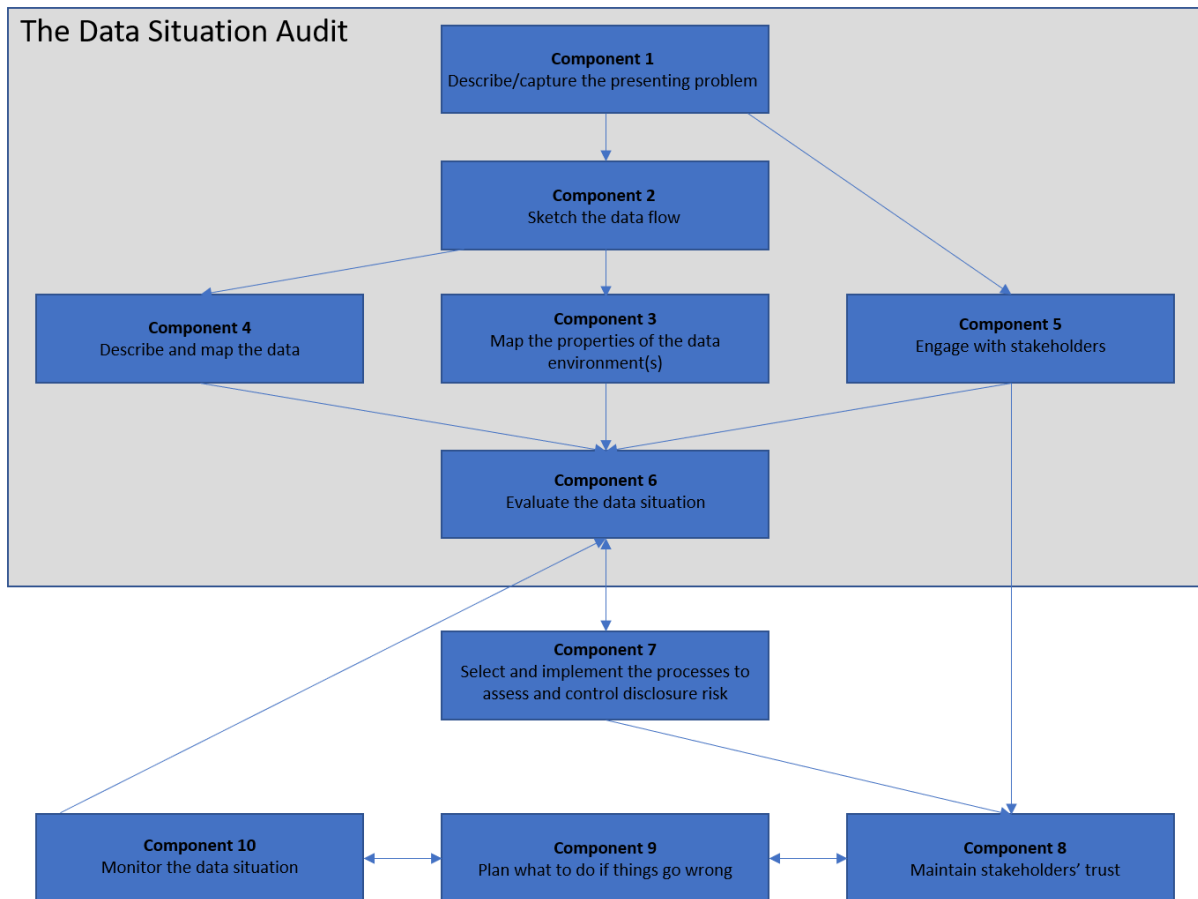 The Data Situation Audit
Component 1
Describe/capture the presenting problem
Component 2
Sketch the data flow
Component 4
Describe and map the data
Component 3
Map the properties of the data
environment(s)
Component 5
Engage with stakeholders
Component 6
Evaluate the data situation
Component 7
Select and implement the processes to
assess and control disclosure risk
Component 10
Monitor the data situation
Component 9
Plan what to do if things go wrong
Component 8
Maintain stakeholders’ trust